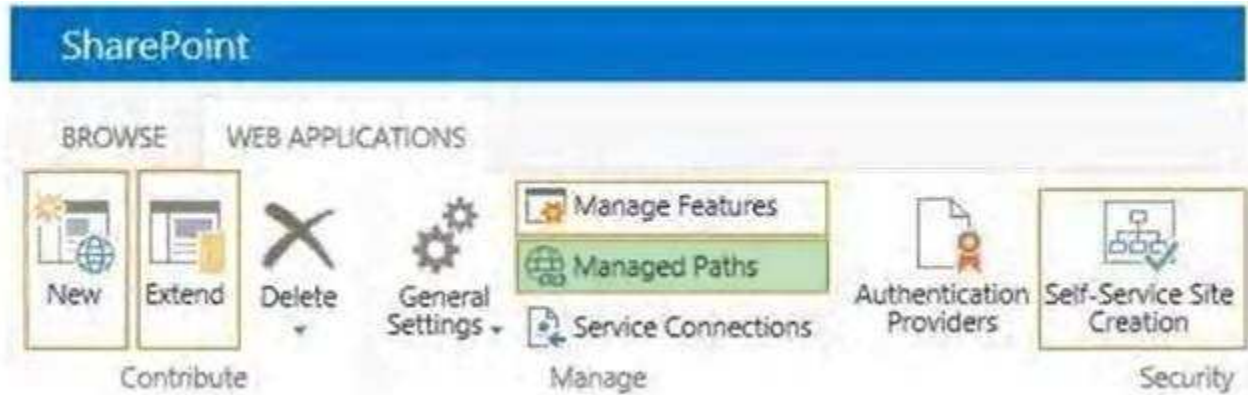 SharePoint
BROWSE WEB APPLICATIONS
New
Extend
Delete
General
Settings
Manage Features
Managed Paths
Service Connections
Authentication
Providers
Self-Service Site
Creation
Contribute
Manage
Security